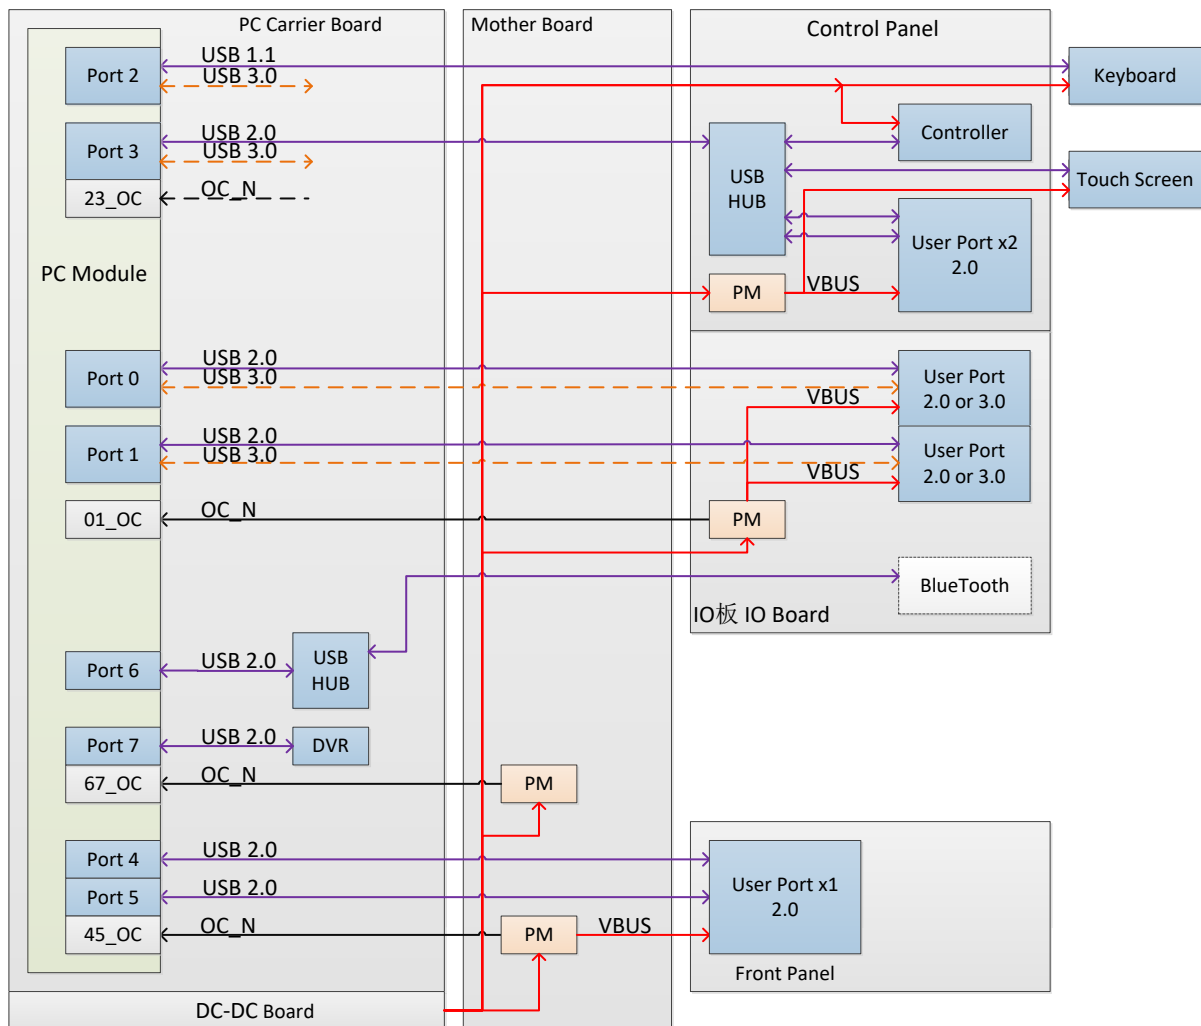 PC Carrier Board
Mother Board
Control Panel
Port 2
USB 1.1
USB 3.0
Keyboard
Port 3
USB 2.0
USB 3.0
Controller
23_OC
OC_N
USB
HUB
Touch Screen
User Port x2
2.0
PC Module
PM
VBUS
Port 0
USB 2.0
USB 3.0
User Port
2.0 or 3.0
VBUS
Port 1
USB 2.0
USB 3.0
User Port
2.0 or 3.0
VBUS
01_OC
OC_N
PM
BlueTooth
IO板 IO Board
Port 6
USB 2.0
USB
HUB
Port 7
USB 2.0
DVR
67_OC
OC_N
PM
Port 4
USB 2.0
Port 5
USB 2.0
User Port x1
2.0
45_OC
OC_N
PM
VBUS
Front Panel
DC-DC Board